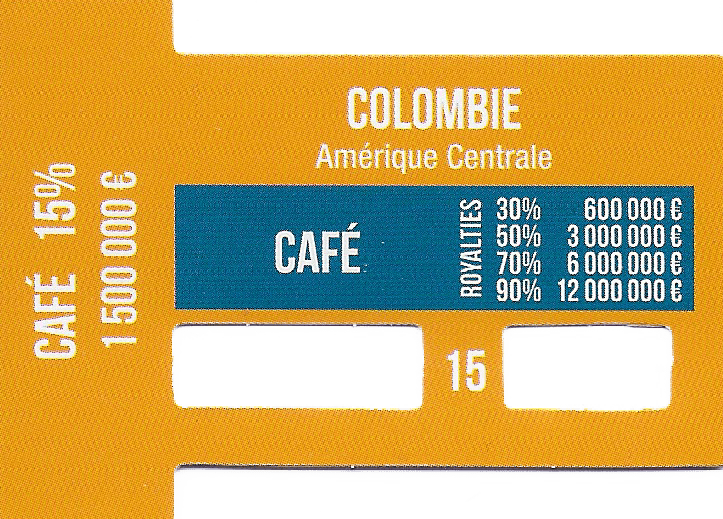 COLOMBIE
Amérique Centrale
CAFÉ 15%
1 500 000 €
CAFÉ
ROYALTIES
30% 600 000 €
50% 3 000 000 €
70% 6 000 000 €
90% 12 000 000 €
15